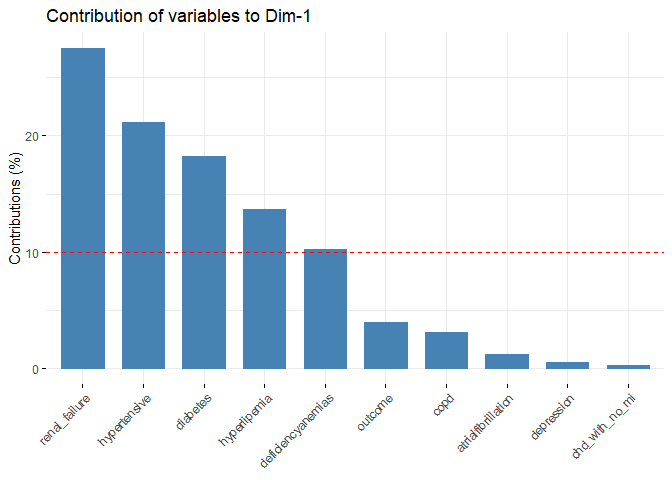 Contribution of variables to Dim-1
Contributions (%)
20
10
0
renal_failure
hypertensive
diabetes
hyperlipemia
deficiencyanemias
outcome
copd
atrialfibrillation
depression
chd_with_no_mi